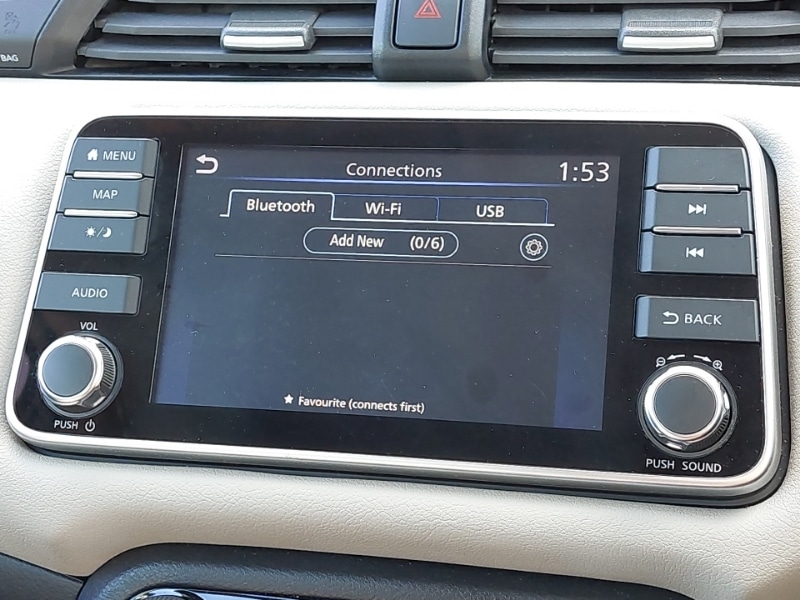 BAG
MENU
MAP
AUDIO
VOL
PUSH
Connections
1:53
Bluetooth
Wi-Fi
USB
Add New (0/6)
Favourite (connects first)
BACK
PUSH SOUND